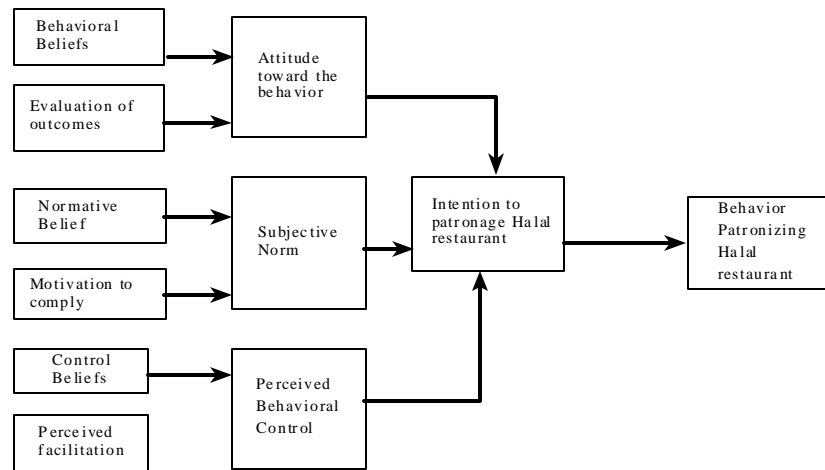 Behavioral
Beliefs
Evaluation of
outcomes
Attitude
toward the
behavior
Normative
Belief
Motivation to
comply
Subjective
Norm
Control
Beliefs
Perceived
facilitation
Perceived
Behavioral
Control
Intention to
patronage Halal
restaurant
Behavior
Patronizing
Halal
restaurant